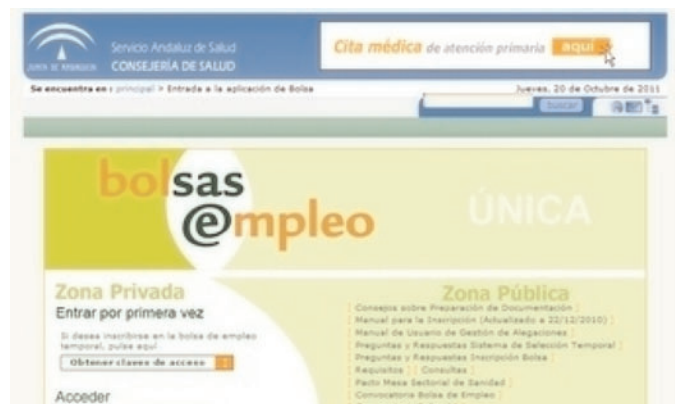 Servicio Andaluz de Salud
CONSEJERÍA DE SALUD
JUNTA DE ANDALUCIA
Cita médica de atención primaria aquí
Se encuentra en : principal > Entrada a la aplicación de Bolsa
Jueves, 20 de Octubre de 2011
buscar
bolsas
empleo
ÚNICA
Zona Privada
Entrar por primera vez
Si desea inscribirse en la bolsa de empleo
temporal, pulse aquí
Obtener claves de acceso
Acceder
Zona Pública
[ Consejos sobre Preparación de Documentación ]
[ Manual para la Inscripción (Actualizado a 22/12/2010) ]
[ Manual de Usuario de Gestión de Alegaciones ]
[ Preguntas y Respuestas Sistema de Selección Temporal ]
[ Preguntas y Respuestas Inscripción Bolsa ]
[ Requisitos ] [ Consultas ]
[ Pacto Mesa Sectorial de Sanidad ]
[ Convocatoria Bolsa de Empleo ]